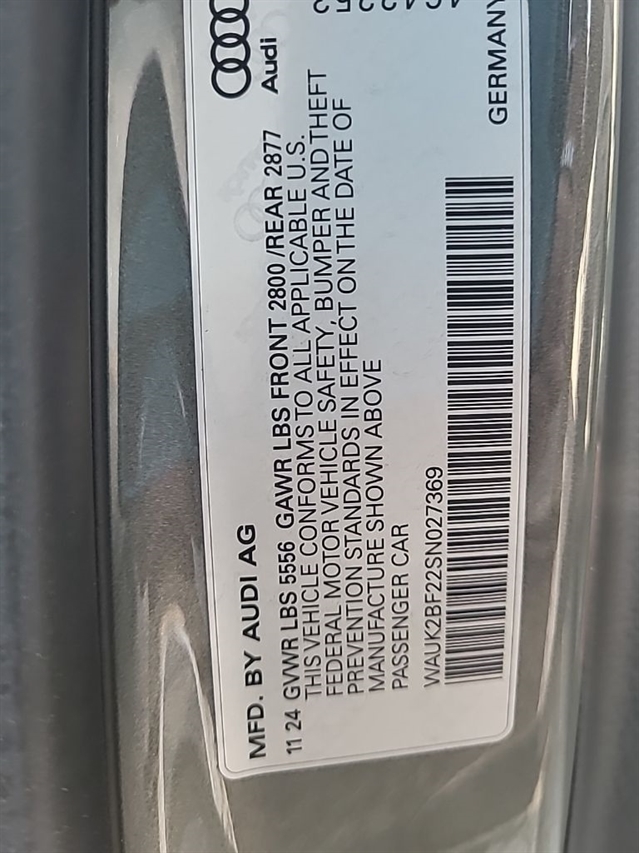 MFD. BY AUDI AG
Audi
11 24 GVWR LBS 5556 GAWR LBS FRONT 2800/REAR 2877
THIS VEHICLE CONFORMS TO ALL APPLICABLE U.S.
FEDERAL MOTOR VEHICLE SAFETY, BUMPER AND THEFT
PREVENTION STANDARDS IN EFFECT ON THE DATE OF
MANUFACTURE SHOWN ABOVE
PASSENGER CAR
WAUK2BF22SN027369
GERMANY